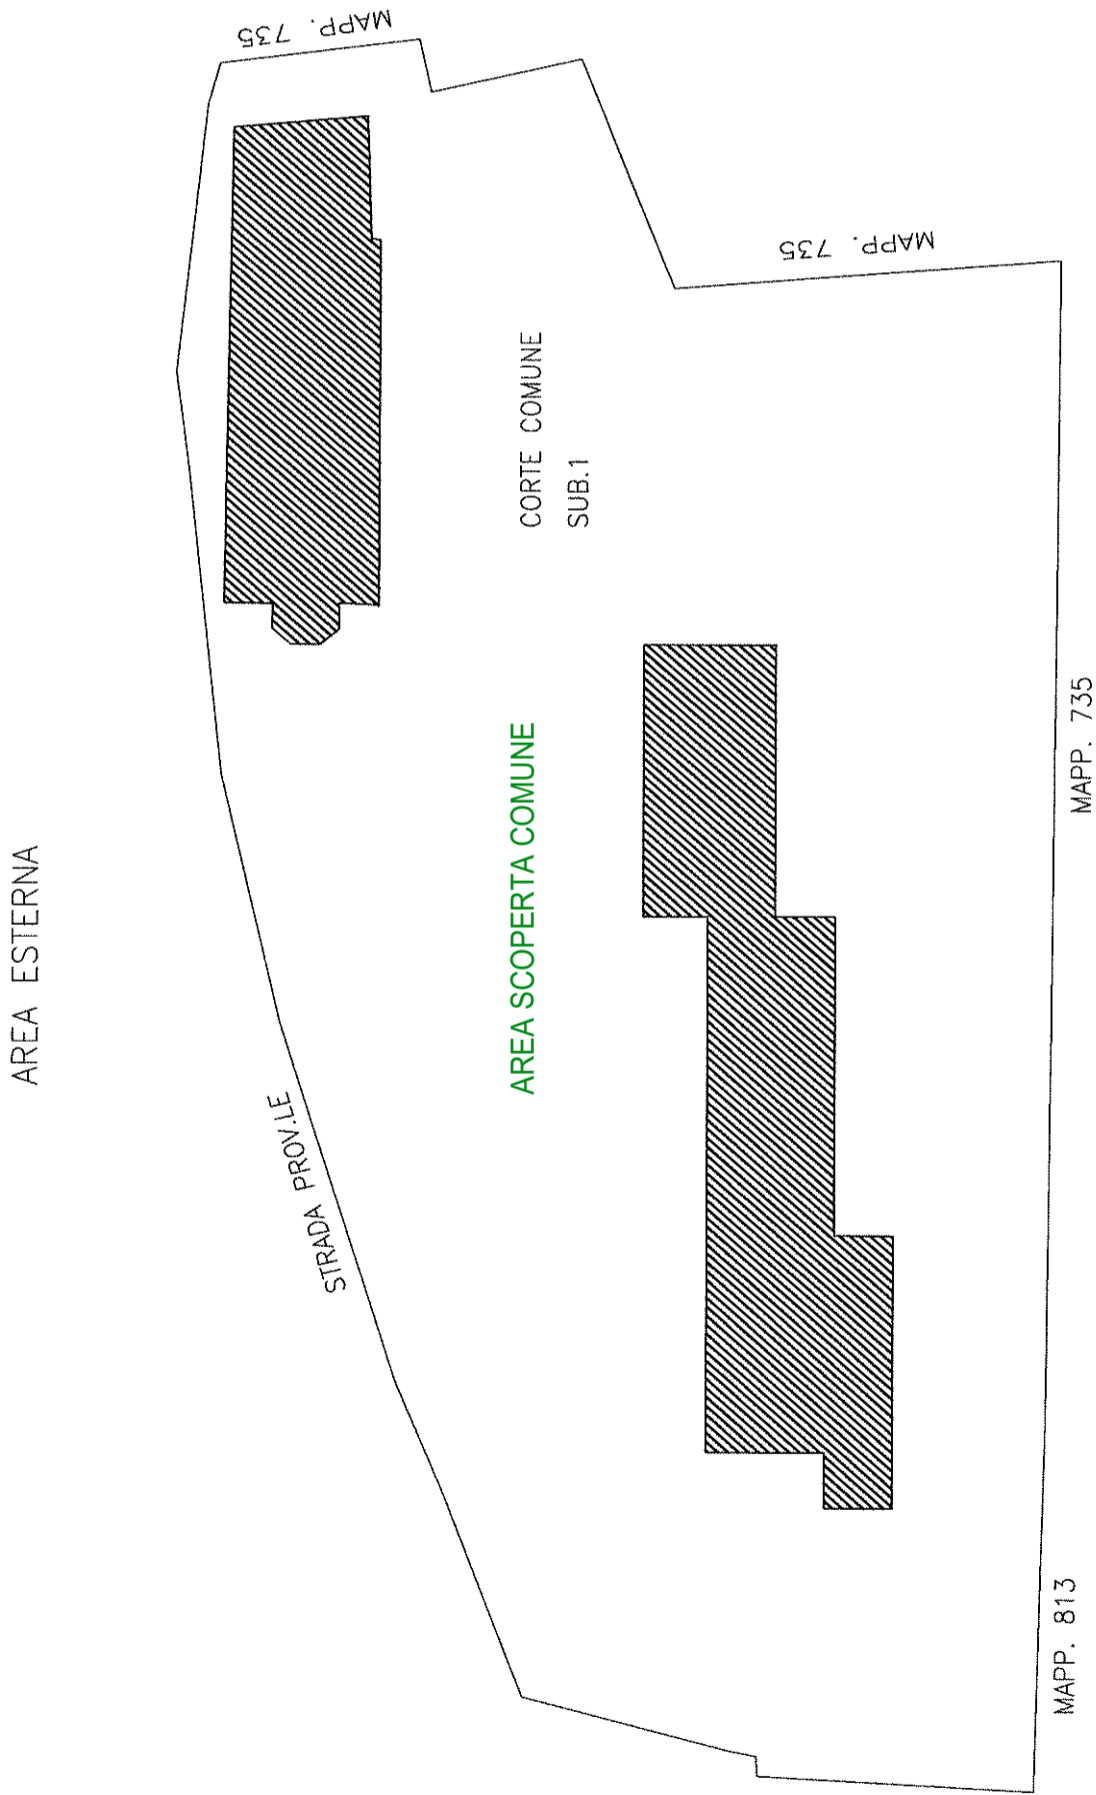 AREA ESTERNA
MAPP. 735
STRADA PROV.LE
CORTE COMUNE
SUB.1
MAPP. 735
AREA SCOPERTA COMUNE
MAPP. 813
MAPP. 735